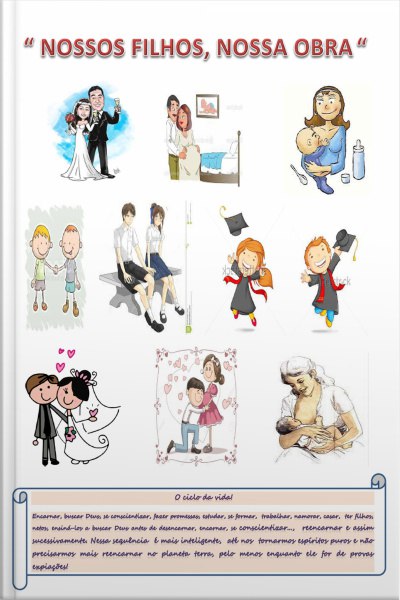 “ NOSSOS FILHOS, NOSSA OBRA “
O ciclo da vida!
Encarnar, buscar Deus, se conscientizar, fazer promessas, estudar, se formar, trabalhar, namorar, casar, ter filhos,
netos, ensiná-los a buscar Deus antes de desencarnar, encarnar, se conscientizar..., reencarnar e assim
sucessivamente. Nessa sequência é mais inteligente, até nos tornarmos espíritos puros e não
precisarmos mais reencarnar no planeta terra, pelo menos enquanto ele for de provas
expiações!